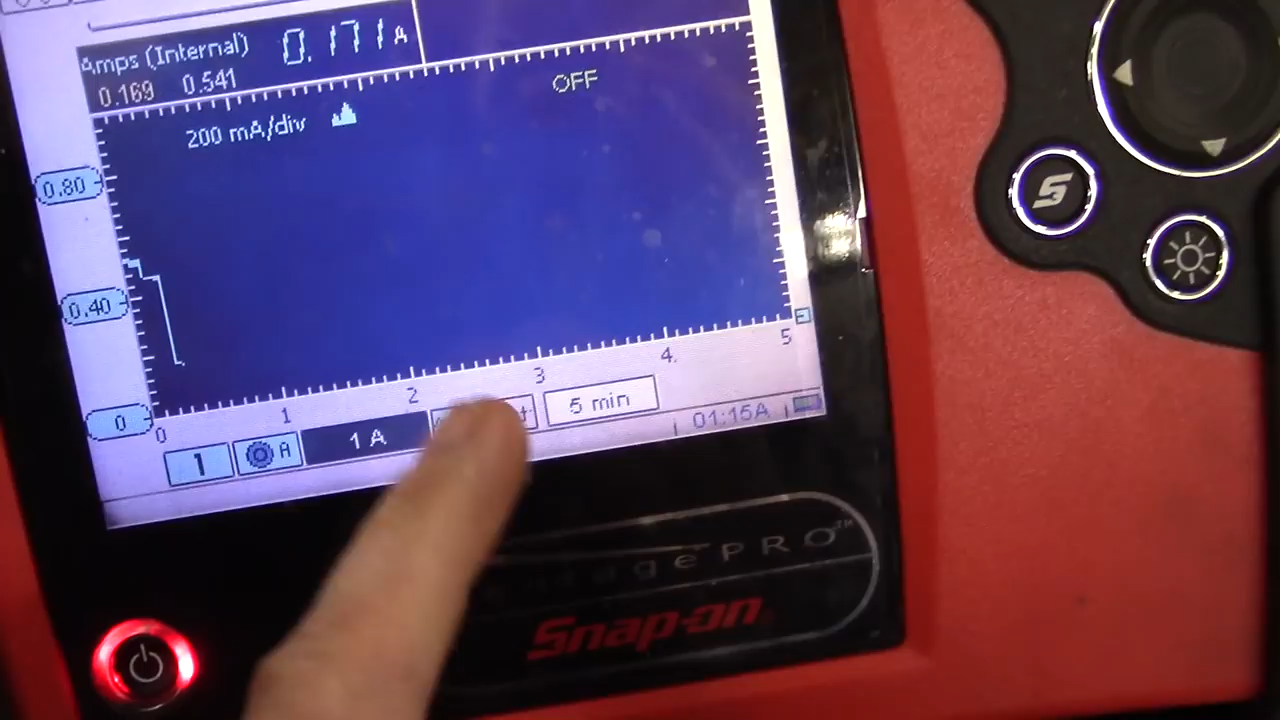 Amps (Internal) 0.171 A
0.169 0.541
200 mA/div
OFF
0.80
0.40
0
0 1 2 3 4 5
1 A 1 A 5 min
01:15A
PRO™
Snap-on